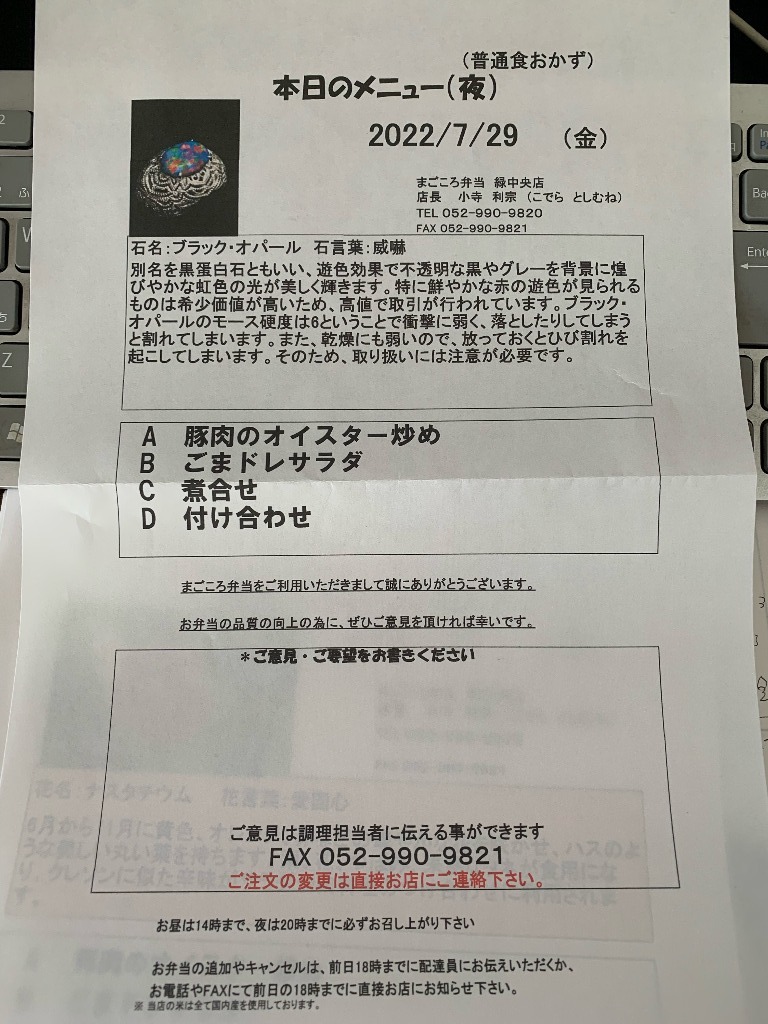 (普通食おかず)
本日のメニュー(夜)
2022/7/29 (金)
まごころ弁当 緑中央店
店長 小寺 利宗 (こでら としむね)
TEL 052-990-9820
FAX 052-990-9821
石名:ブラック・オパール 石言葉:威嚇
別名を黒蛋白石ともいい、遊色効果で不透明な黒やグレーを背景に煌
びやかな虹色の光が美しく輝きます。特に鮮やかな赤の遊色が見られる
ものは希少価値が高いため、高値で取引が行われています。ブラック・
オパールのモース硬度は6ということで衝撃に弱く、落としたりしてしまう
と割れてしまいます。また、乾燥にも弱いので、放っておくとひび割れを
起こしてしまいます。そのため、取り扱いには注意が必要です。
A 豚肉のオイスター炒め
B ごまドレサラダ
C 煮合せ
D 付け合わせ
まごころ弁当をご利用いただきまして誠にありがとうございます。
お弁当の品質の向上の為に、ぜひご意見を頂ければ幸いです。
*ご意見・ご要望をお書きください
花名:ナスタチウム 花言葉:愛国心
ご意見は調理担当者に伝える事ができます
FAX 052-990-9821
ご注文の変更は直接お店にご連絡下さい。
お昼は14時まで、夜は20時までに必ずお召し上がり下さい
お弁当の追加やキャンセルは、前日18時までに配達員にお伝えいただくか、
お電話やFAXにて前日の18時までに直接お店にお知らせ下さい。
※ 当店の米は全て国内産を使用しております。